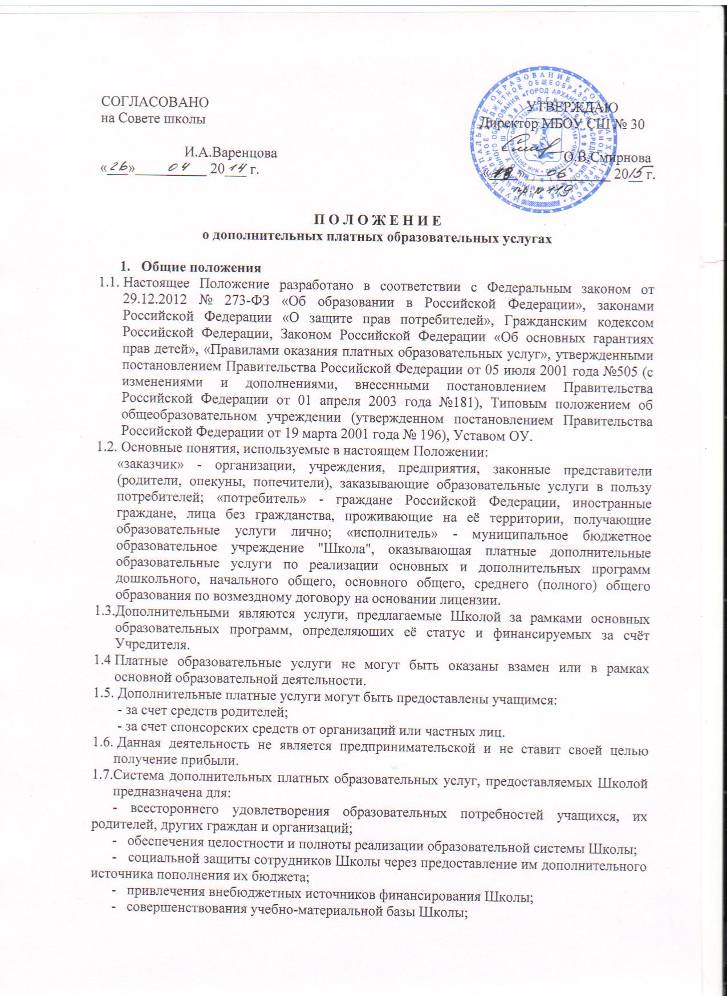 СОГЛАСОВАНО
на Совете школы
И.А.Варенцова
«26» 04 2014 г.
УТВЕРЖДАЮ
Директор МБОУ СШ № 30
О.В.Смирнова
06 2015 г.
пр. № 119
П О Л О Ж Е Н И Е
о дополнительных платных образовательных услугах
1. Общие положения
1.1. Настоящее Положение разработано в соответствии с Федеральным законом от
29.12.2012 № 273-ФЗ «Об образовании в Российской Федерации», законами
Российской Федерации «О защите прав потребителей», Гражданским кодексом
Российской Федерации, Законом Российской Федерации «Об основных гарантиях
прав детей», «Правилами оказания платных образовательных услуг», утвержденными
постановлением Правительства Российской Федерации от 05 июля 2001 года №505 (с
изменениями и дополнениями, внесенными постановлением Правительства
Российской Федерации от 01 апреля 2003 года №181), Типовым положением об
общеобразовательном учреждении (утвержденном постановлением Правительства
Российской Федерации от 19 марта 2001 года № 196), Уставом ОУ.
1.2. Основные понятия, используемые в настоящем Положении:
«заказчик» - организации, учреждения, предприятия, законные представители
(родители, опекуны, попечители), заказывающие образовательные услуги в пользу
потребителей; «потребитель» - граждане Российской Федерации, иностранные
граждане, лица без гражданства, проживающие на её территории, получающие
образовательные услуги лично; «исполнитель» - муниципальное бюджетное
образовательное учреждение "Школа", оказывающая платные дополнительные
образовательные услуги по реализации основных и дополнительных программ
дошкольного, начального общего, основного общего, среднего (полного) общего
образования по возмездному договору на основании лицензии.
1.3.Дополнительными являются услуги, предлагаемые Школой за рамками основных
образовательных программ, определяющих её статус и финансируемых за счёт
Учредителя.
1.4 Платные образовательные услуги не могут быть оказаны взамен или в рамках
основной образовательной деятельности.
1.5. Дополнительные платные услуги могут быть предоставлены учащимся:
- за счет средств родителей;
- за счет спонсорских средств от организаций или частных лиц.
1.6. Данная деятельность не является предпринимательской и не ставит своей целью
получение прибыли.
1.7.Система дополнительных платных образовательных услуг, предоставляемых Школой
предназначена для:
- всестороннего удовлетворения образовательных потребностей учащихся, их
родителей, других граждан и организаций;
- обеспечения целостности и полноты реализации образовательной системы Школы;
- социальной защиты сотрудников Школы через предоставление им дополнительного
источника пополнения их бюджета;
- привлечения внебюджетных источников финансирования Школы;
- совершенствования учебно-материальной базы Школы;